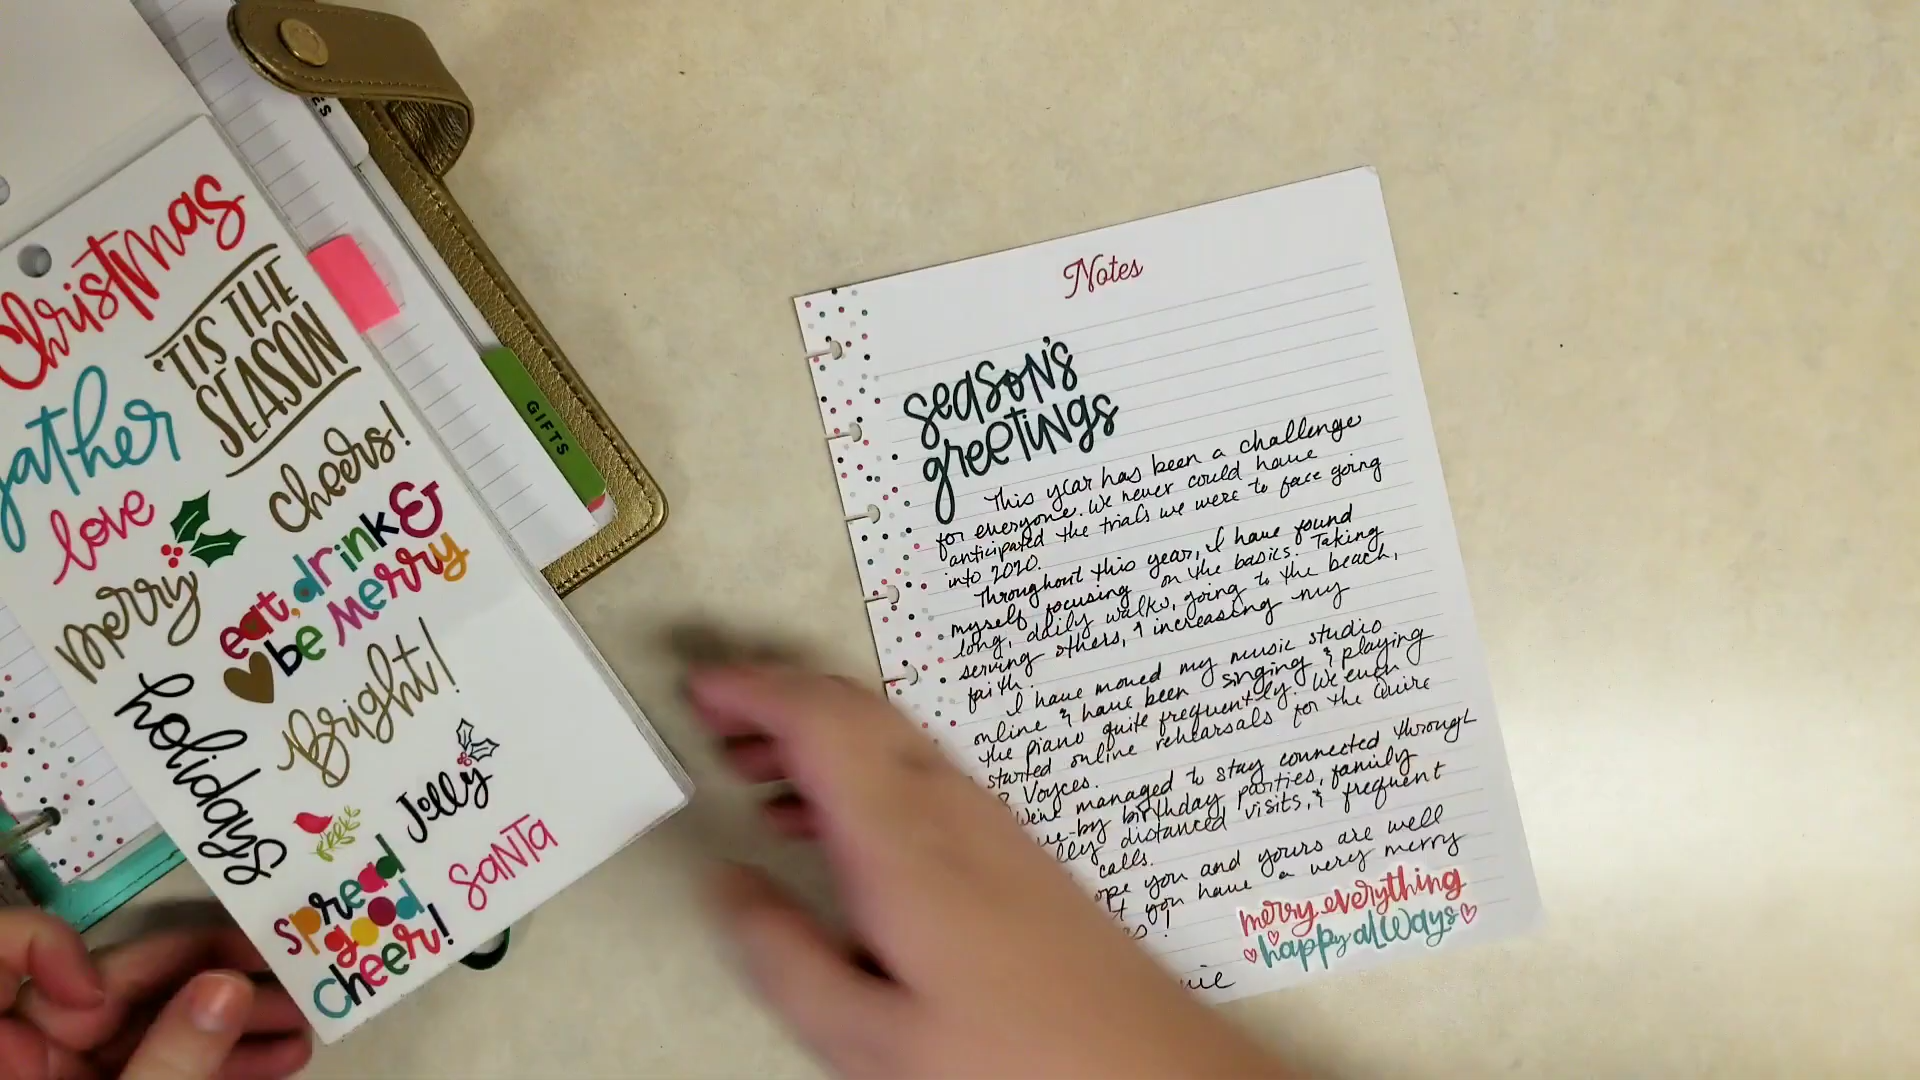 Christmas
'TIS THE
SEASON
gather
cheers!
love
merry
eat, drink &
be merry
holidays
Bright!
Jolly
spread
good
cheer!
SANTA
GIFTS
Notes
season's
greetings
This year has been a challenge
for everyone. We never could have
anticipated the trials we were to face going
into 2020.
Throughout this year, I have found
myself focusing on the basics. Taking
long, daily walks, going to the beach,
serving others, & increasing my
faith.
I have moved my music studio
online & have been singing & playing
the piano quite frequently. We even
started online rehearsals for the Quire
Voyces.
We've managed to stay connected through
-by birthday parties, family
distanced visits, & frequent
calls.
you and yours are well
you have a very merry
merry everything
happy always